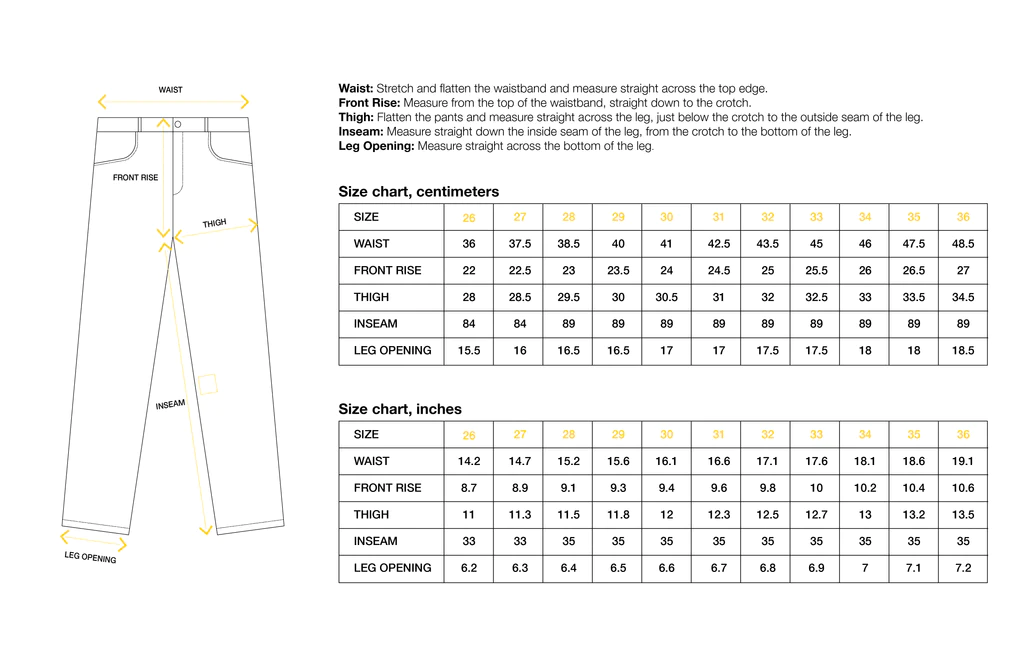 WAIST
FRONT RISE
THIGH
INSEAM
LEG OPENING
Waist: Stretch and flatten the waistband and measure straight across the top edge.
Front Rise: Measure from the top of the waistband, straight down to the crotch.
Thigh: Flatten the pants and measure straight across the leg, just below the crotch to the outside seam of the leg.
Inseam: Measure straight down the inside seam of the leg, from the crotch to the bottom of the leg.
Leg Opening: Measure straight across the bottom of the leg.
Size chart, centimeters
SIZE 26 27 28 29 30 31 32 33 34 35 36
WAIST 36 37.5 38.5 40 41 42.5 43.5 45 46 47.5 48.5
FRONT RISE 22 22.5 23 23.5 24 24.5 25 25.5 26 26.5 27
THIGH 28 28.5 29.5 30 30.5 31 32 32.5 33 33.5 34.5
INSEAM 84 84 89 89 89 89 89 89 89 89 89
LEG OPENING 15.5 16 16.5 16.5 17 17 17.5 17.5 18 18 18.5
Size chart, inches
SIZE 26 27 28 29 30 31 32 33 34 35 36
WAIST 14.2 14.7 15.2 15.6 16.1 16.6 17.1 17.6 18.1 18.6 19.1
FRONT RISE 8.7 8.9 9.1 9.3 9.4 9.6 9.8 10 10.2 10.4 10.6
THIGH 11 11.3 11.5 11.8 12 12.3 12.5 12.7 13 13.2 13.5
INSEAM 33 33 35 35 35 35 35 35 35 35 35
LEG OPENING 6.2 6.3 6.4 6.5 6.6 6.7 6.8 6.9 7 7.1 7.2